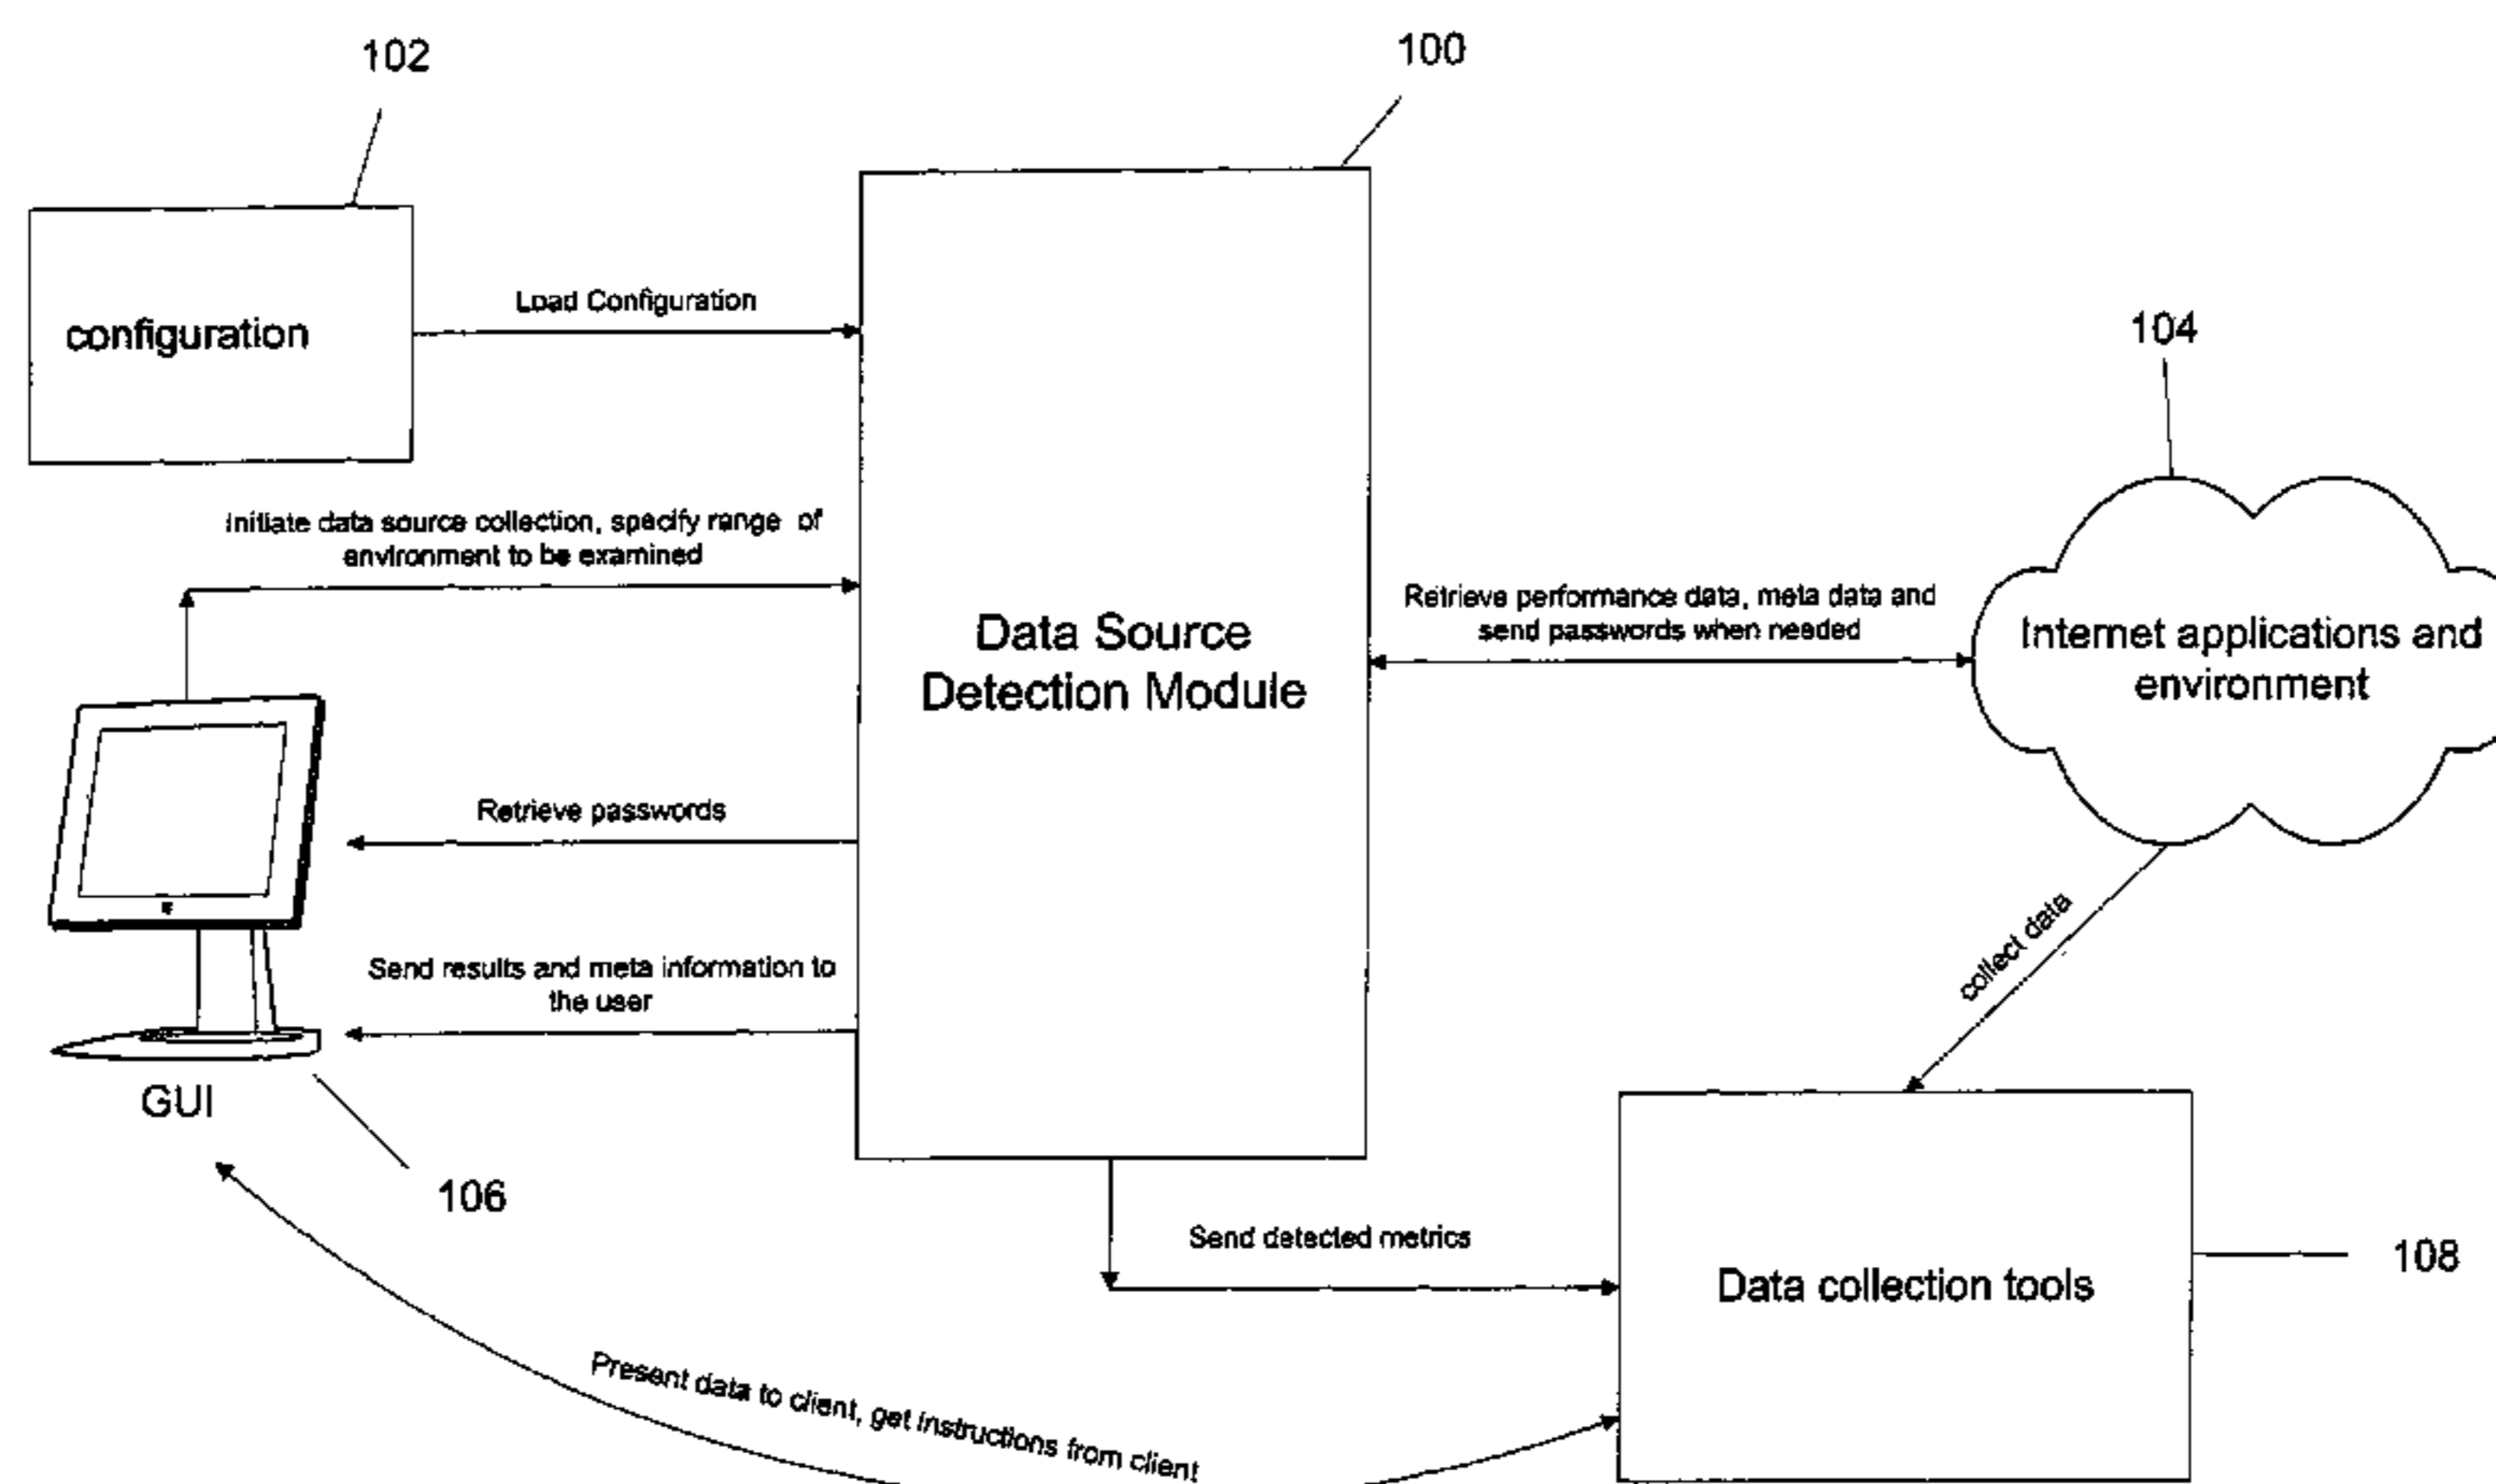 102
100
configuration
Load Configuration
104
Initiate data source collection, specify range of
environment to be examined
Data Source
Detection Module
Retrieve performance data, meta data and
send passwords when needed
Internet applications and
environment
Retrieve passwords
collect data
Send results and meta information to
the user
GUI
106
Send detected metrics
Data collection tools
108
Present data to client, get instructions from client